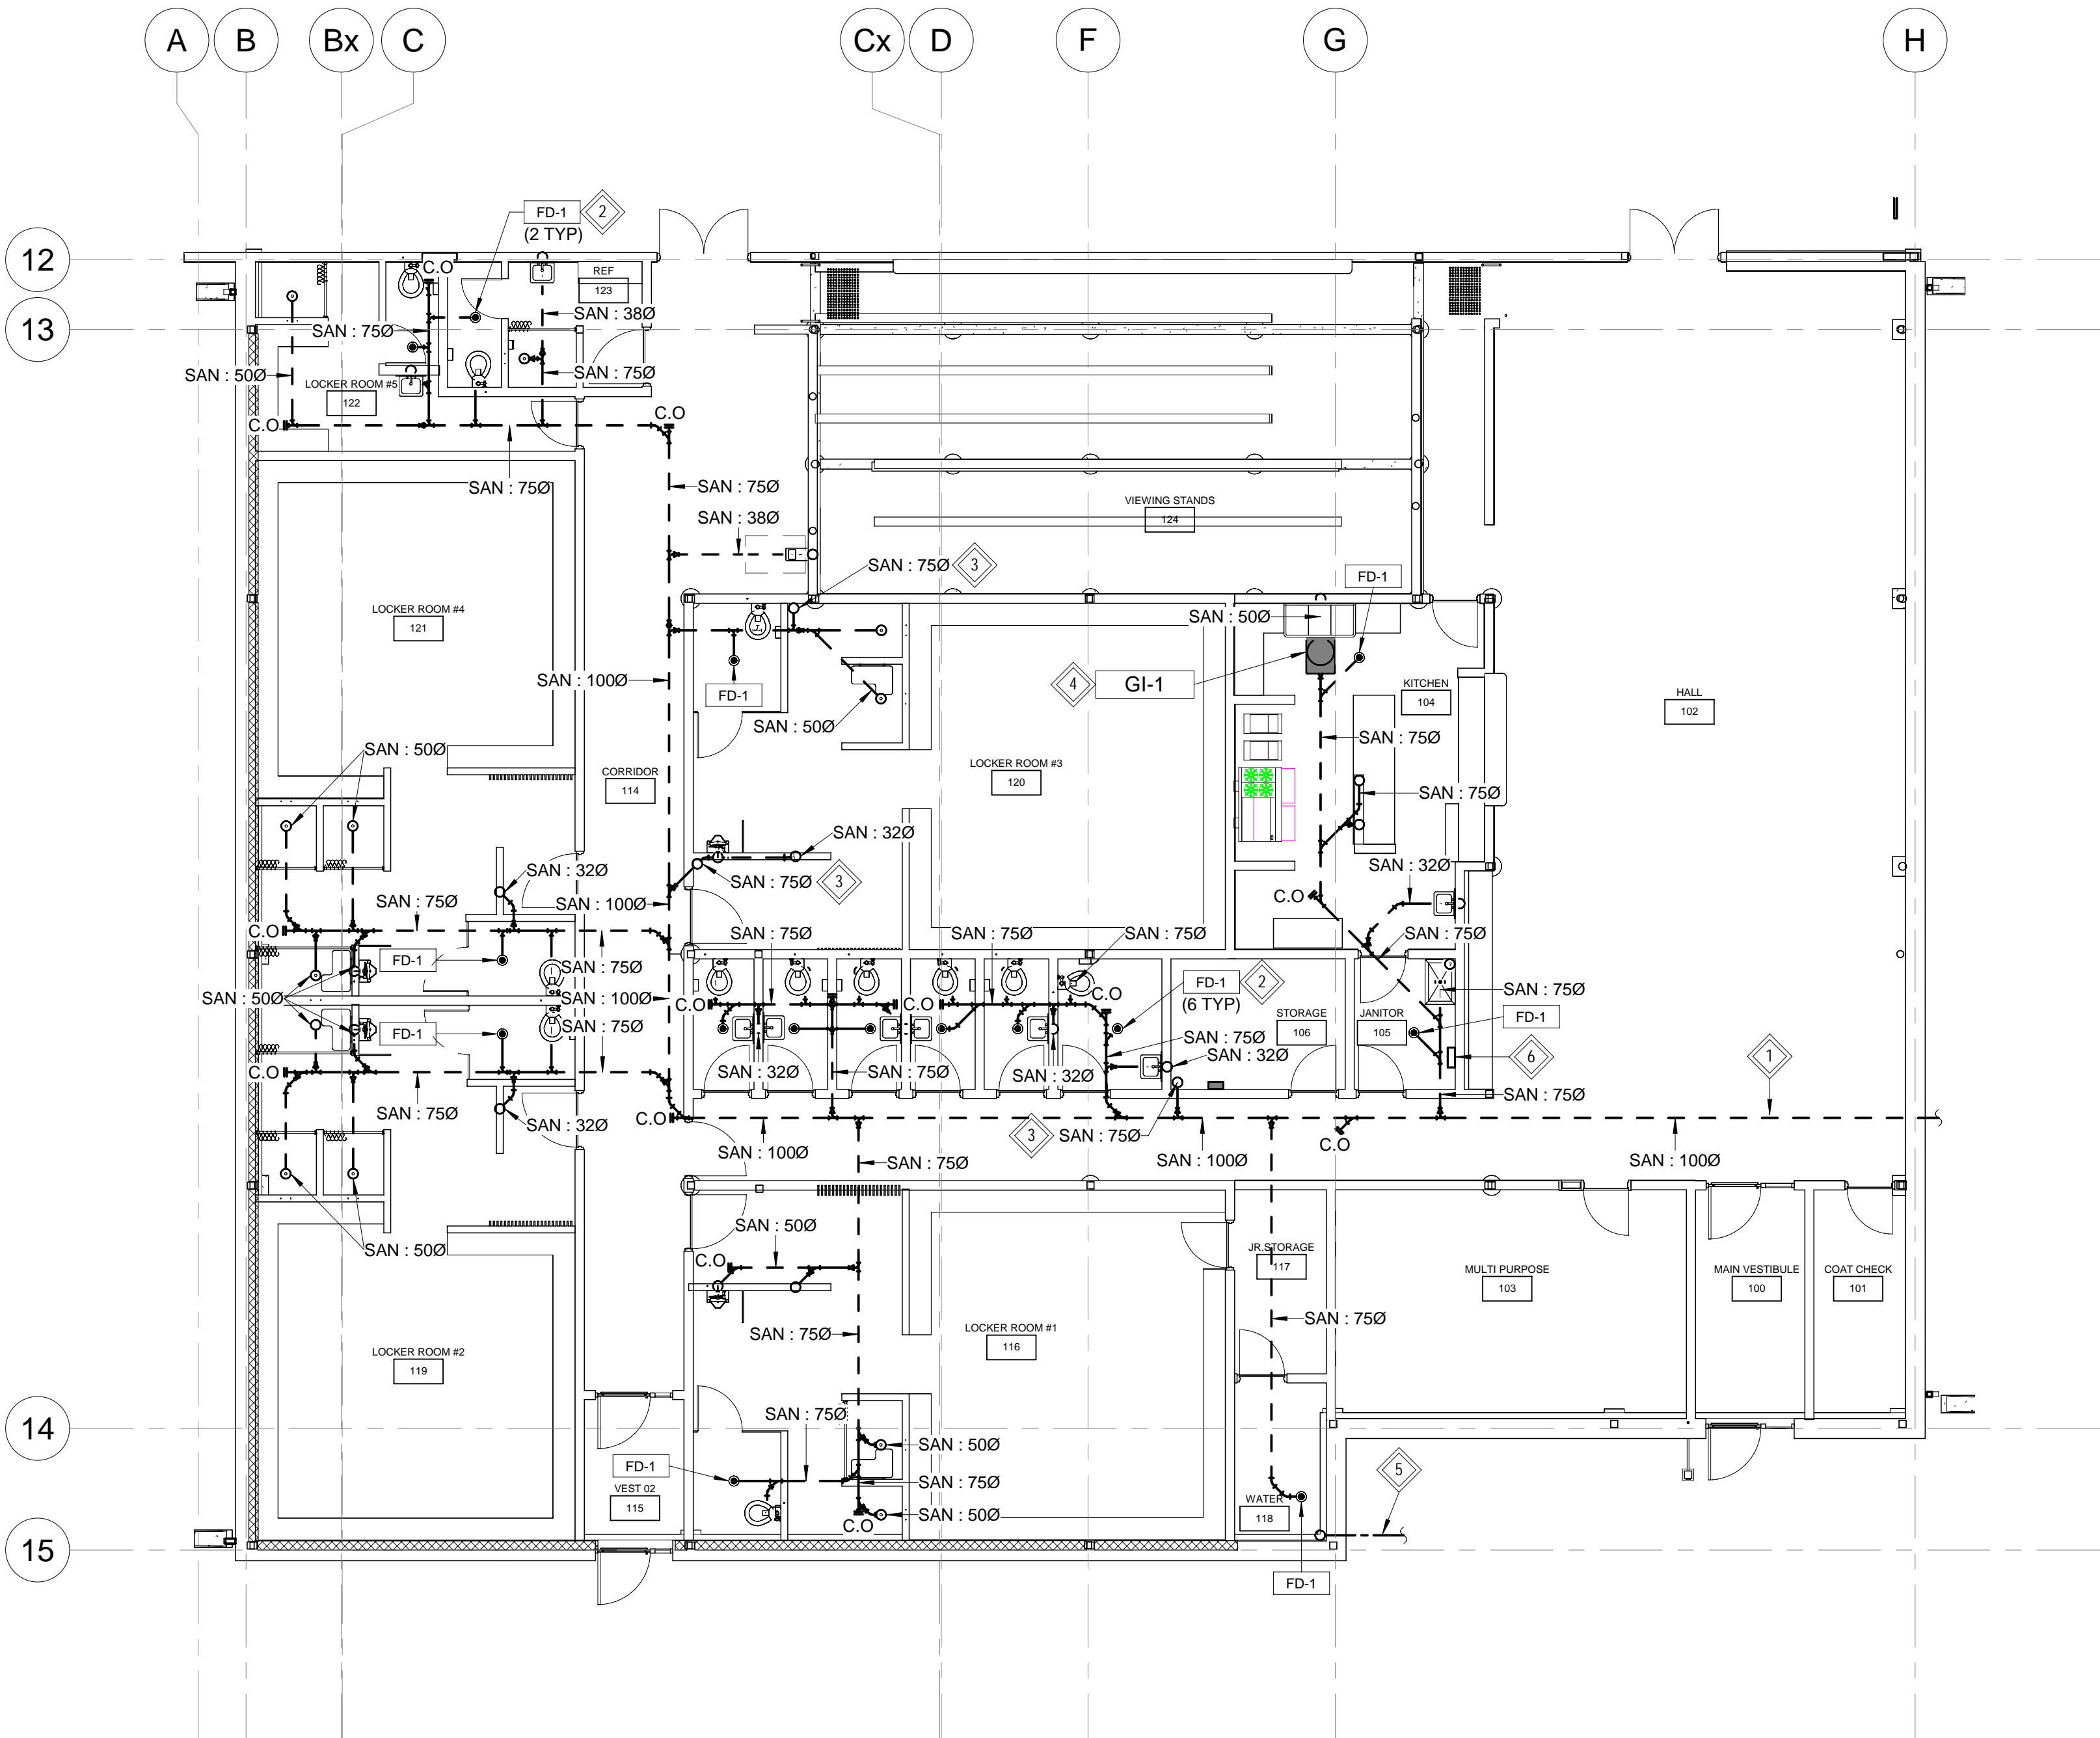 A
B
Bx
C
Cx
D
F
G
H
12
13
14
15
FD-1
(2 TYP)
2
C.O
REF
123
SAN : 38Ø
SAN : 75Ø
SAN : 75Ø
SAN : 50Ø
LOCKER ROOM #5
122
C.O
C.O
SAN : 75Ø
SAN : 75Ø
SAN : 38Ø
VIEWING STANDS
124
SAN : 75Ø
3
FD-1
LOCKER ROOM #4
121
SAN : 50Ø
SAN : 100Ø
FD-1
4
GI-1
KITCHEN
104
HALL
102
SAN : 50Ø
SAN : 75Ø
SAN : 50Ø
CORRIDOR
114
LOCKER ROOM #3
120
SAN : 75Ø
SAN : 32Ø
SAN : 32Ø
SAN : 75Ø
3
SAN : 32Ø
SAN : 75Ø
SAN : 100Ø
C.O
C.O
SAN : 75Ø
SAN : 75Ø
SAN : 75Ø
SAN : 75Ø
FD-1
SAN : 75Ø
FD-1
(6 TYP)
2
SAN : 75Ø
SAN : 50Ø
SAN : 100Ø
C.O
C.O
C.O
STORAGE
106
JANITOR
105
FD-1
FD-1
SAN : 75Ø
SAN : 75Ø
SAN : 32Ø
6
1
C.O
SAN : 32Ø
SAN : 75Ø
SAN : 32Ø
SAN : 75Ø
SAN : 75Ø
SAN : 32Ø
C.O
3
SAN : 75Ø
C.O
SAN : 100Ø
SAN : 75Ø
SAN : 100Ø
SAN : 100Ø
SAN : 50Ø
SAN : 50Ø
C.O
JR.STORAGE
117
MULTI PURPOSE
103
MAIN VESTIBULE
100
COAT CHECK
101
SAN : 75Ø
SAN : 75Ø
LOCKER ROOM #2
119
LOCKER ROOM #1
116
SAN : 75Ø
SAN : 50Ø
FD-1
5
VEST 02
115
SAN : 75Ø
WATER
118
SAN : 50Ø
C.O
FD-1